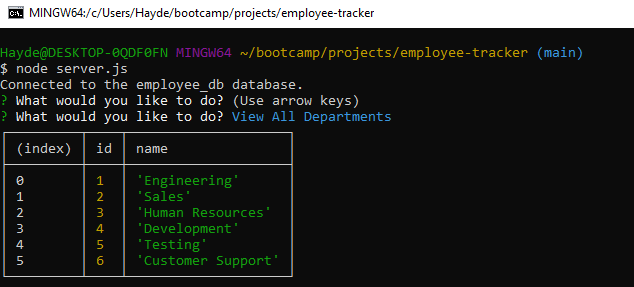 MINGW64:/c/Users/Hayde/bootcamp/projects/employee-tracker
Hayde@DESKTOP-0QDF0FN MINGW64 ~/bootcamp/projects/employee-tracker (main)
$ node server.js
Connected to the employee_db database.
? What would you like to do? (Use arrow keys)
? What would you like to do? View All Departments
(index) id name
0 1 'Engineering'
1 2 'Sales'
2 3 'Human Resources'
3 4 'Development'
4 5 'Testing'
5 6 'Customer Support'